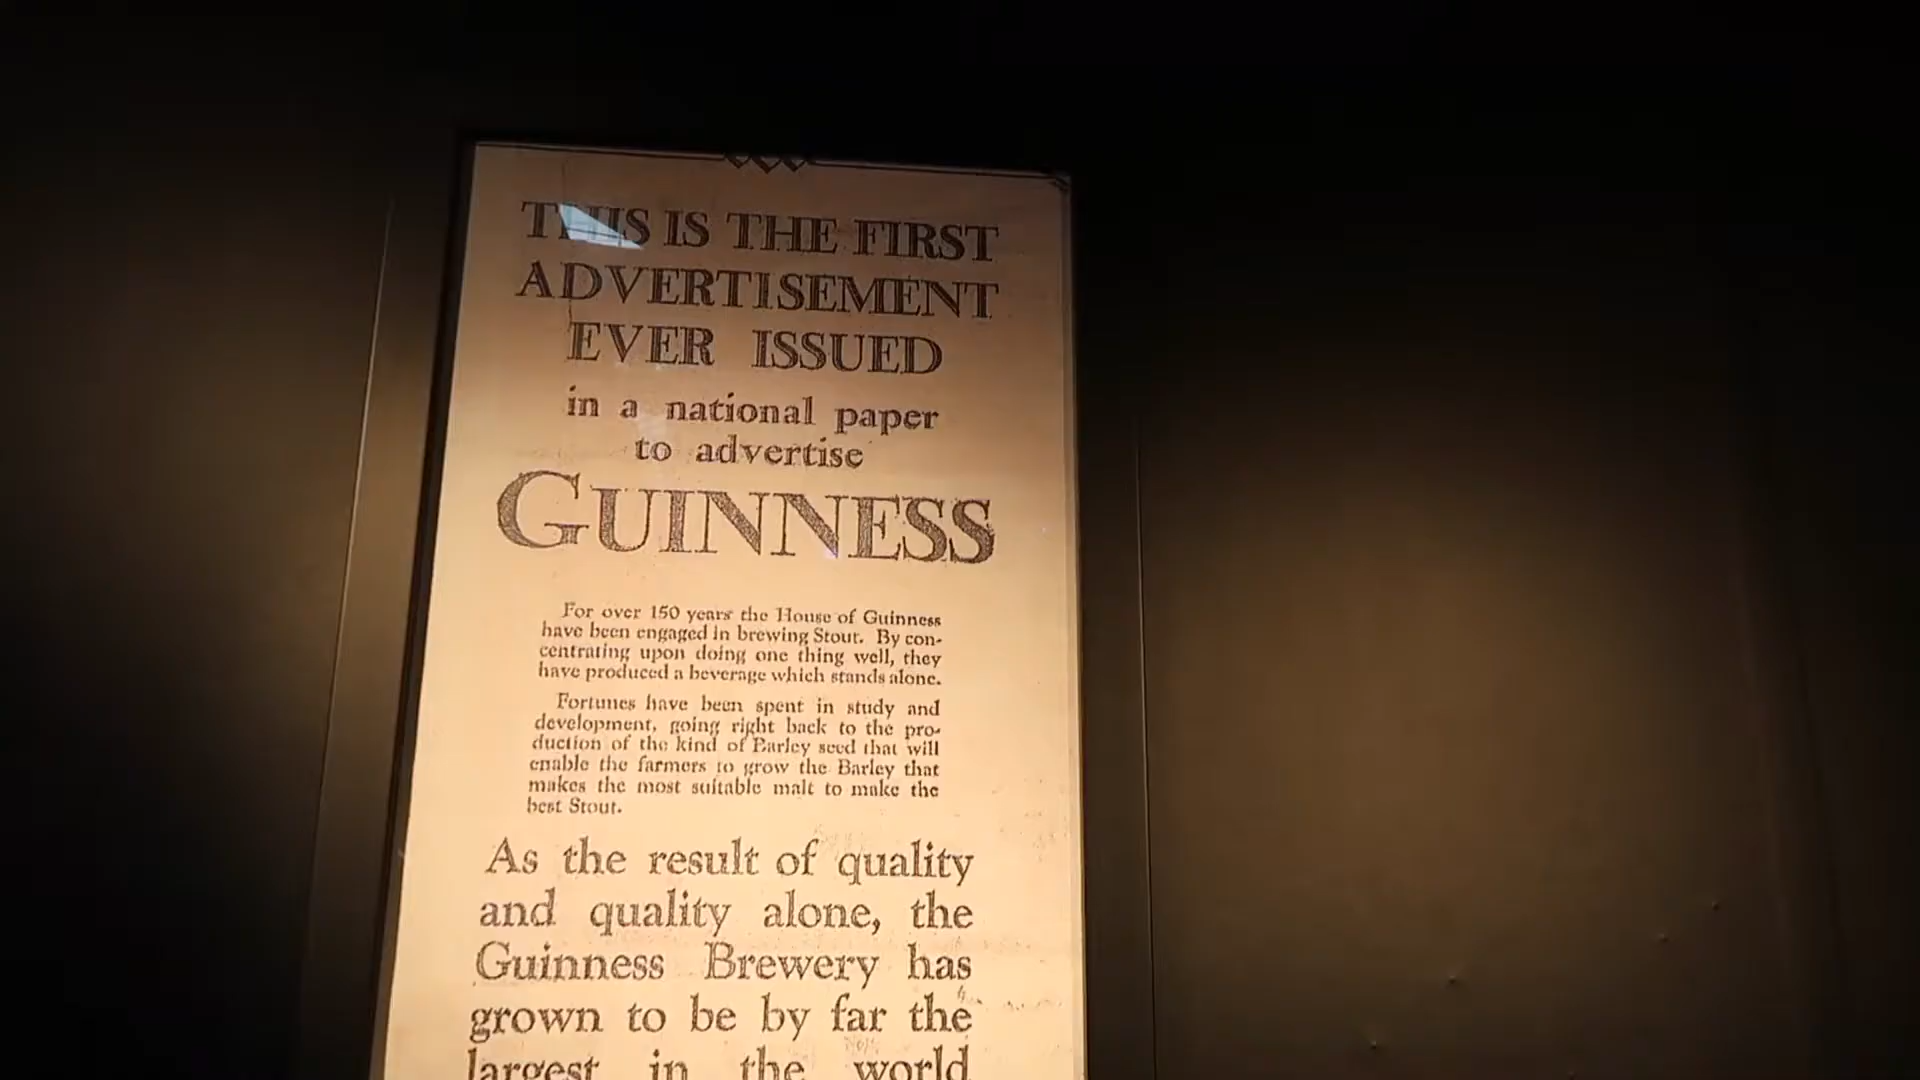 THIS IS THE FIRST
ADVERTISEMENT
EVER ISSUED
in a national paper
to advertise
GUINNESS
For over 150 years the House of Guinness
have been engaged in brewing Stout. By con-
centrating upon doing one thing well, they
have produced a beverage which stands alone.
Fortunes have been spent in study and
development, going right back to the pro-
duction of the kind of Barley seed that will
enable the farmers to grow the Barley that
makes the most suitable malt to make the
best Stout.
As the result of quality
and quality alone, the
Guinness Brewery has
grown to be by far the
largest in the world